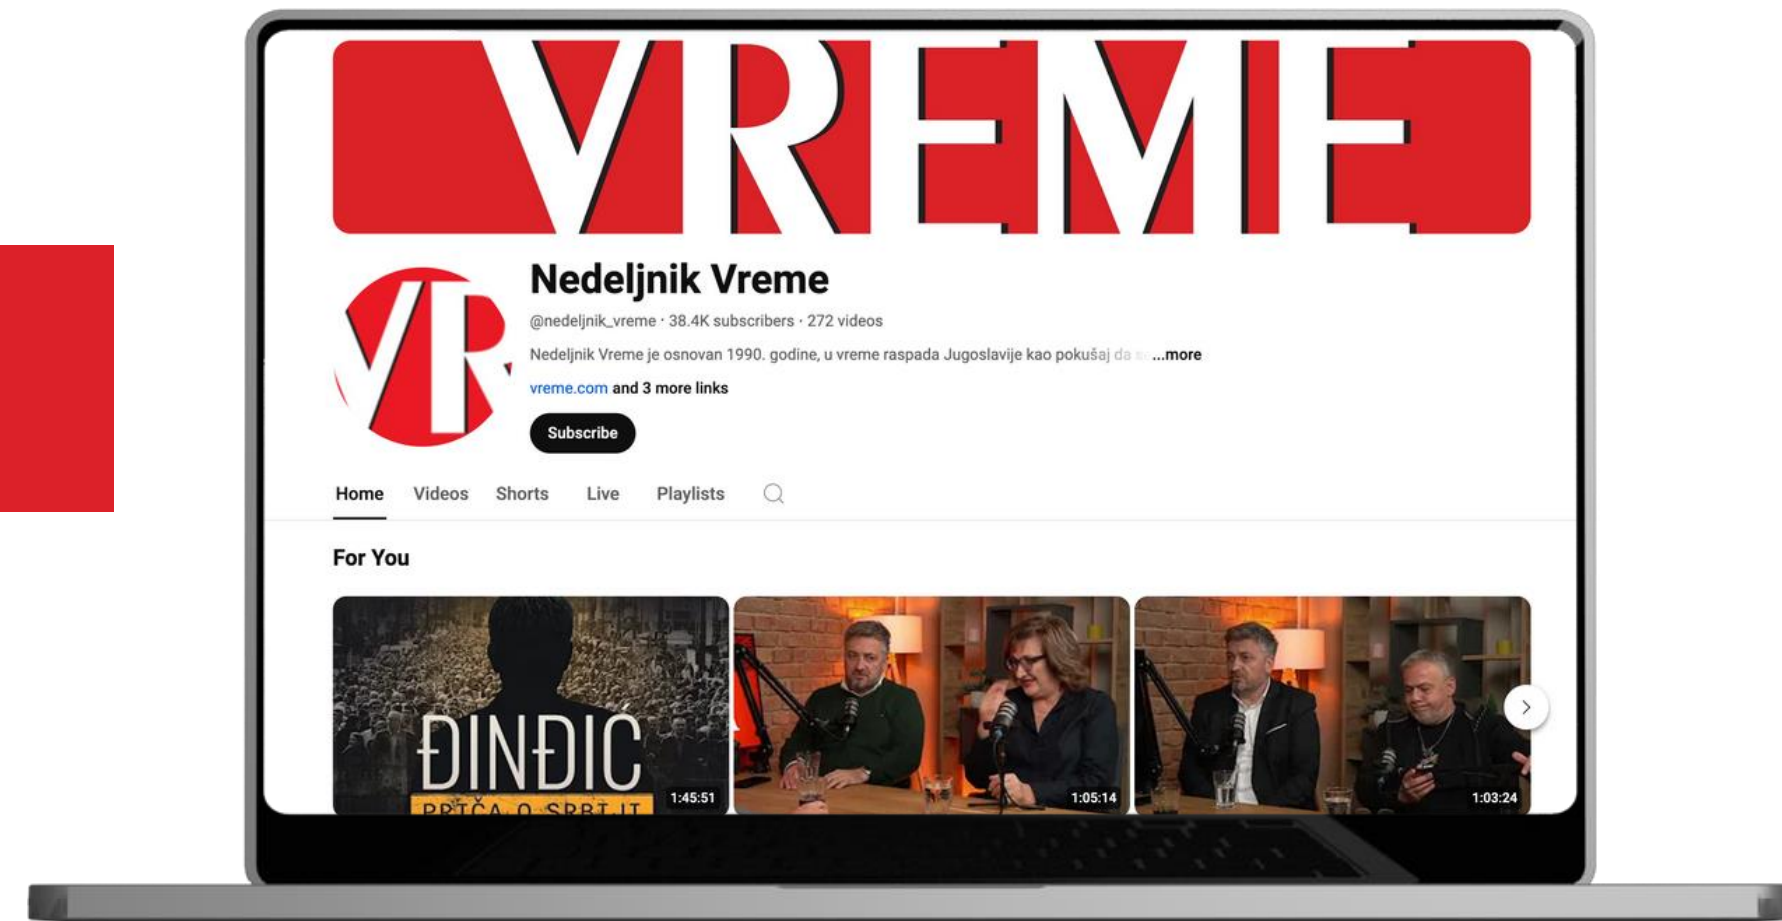 VREME
VR
Nedeljnik Vreme
@nedeljnik_vreme · 38.4K subscribers · 272 videos
Nedeljnik Vreme je osnovan 1990. godine, u vreme raspada Jugoslavije kao pokušaj da ...more
vreme.com and 3 more links
Subscribe
Home Videos Shorts Live Playlists
For You
ĐINĐIĆ
PRIČA O SRBIJI
1:45:51
1:05:14
1:03:24